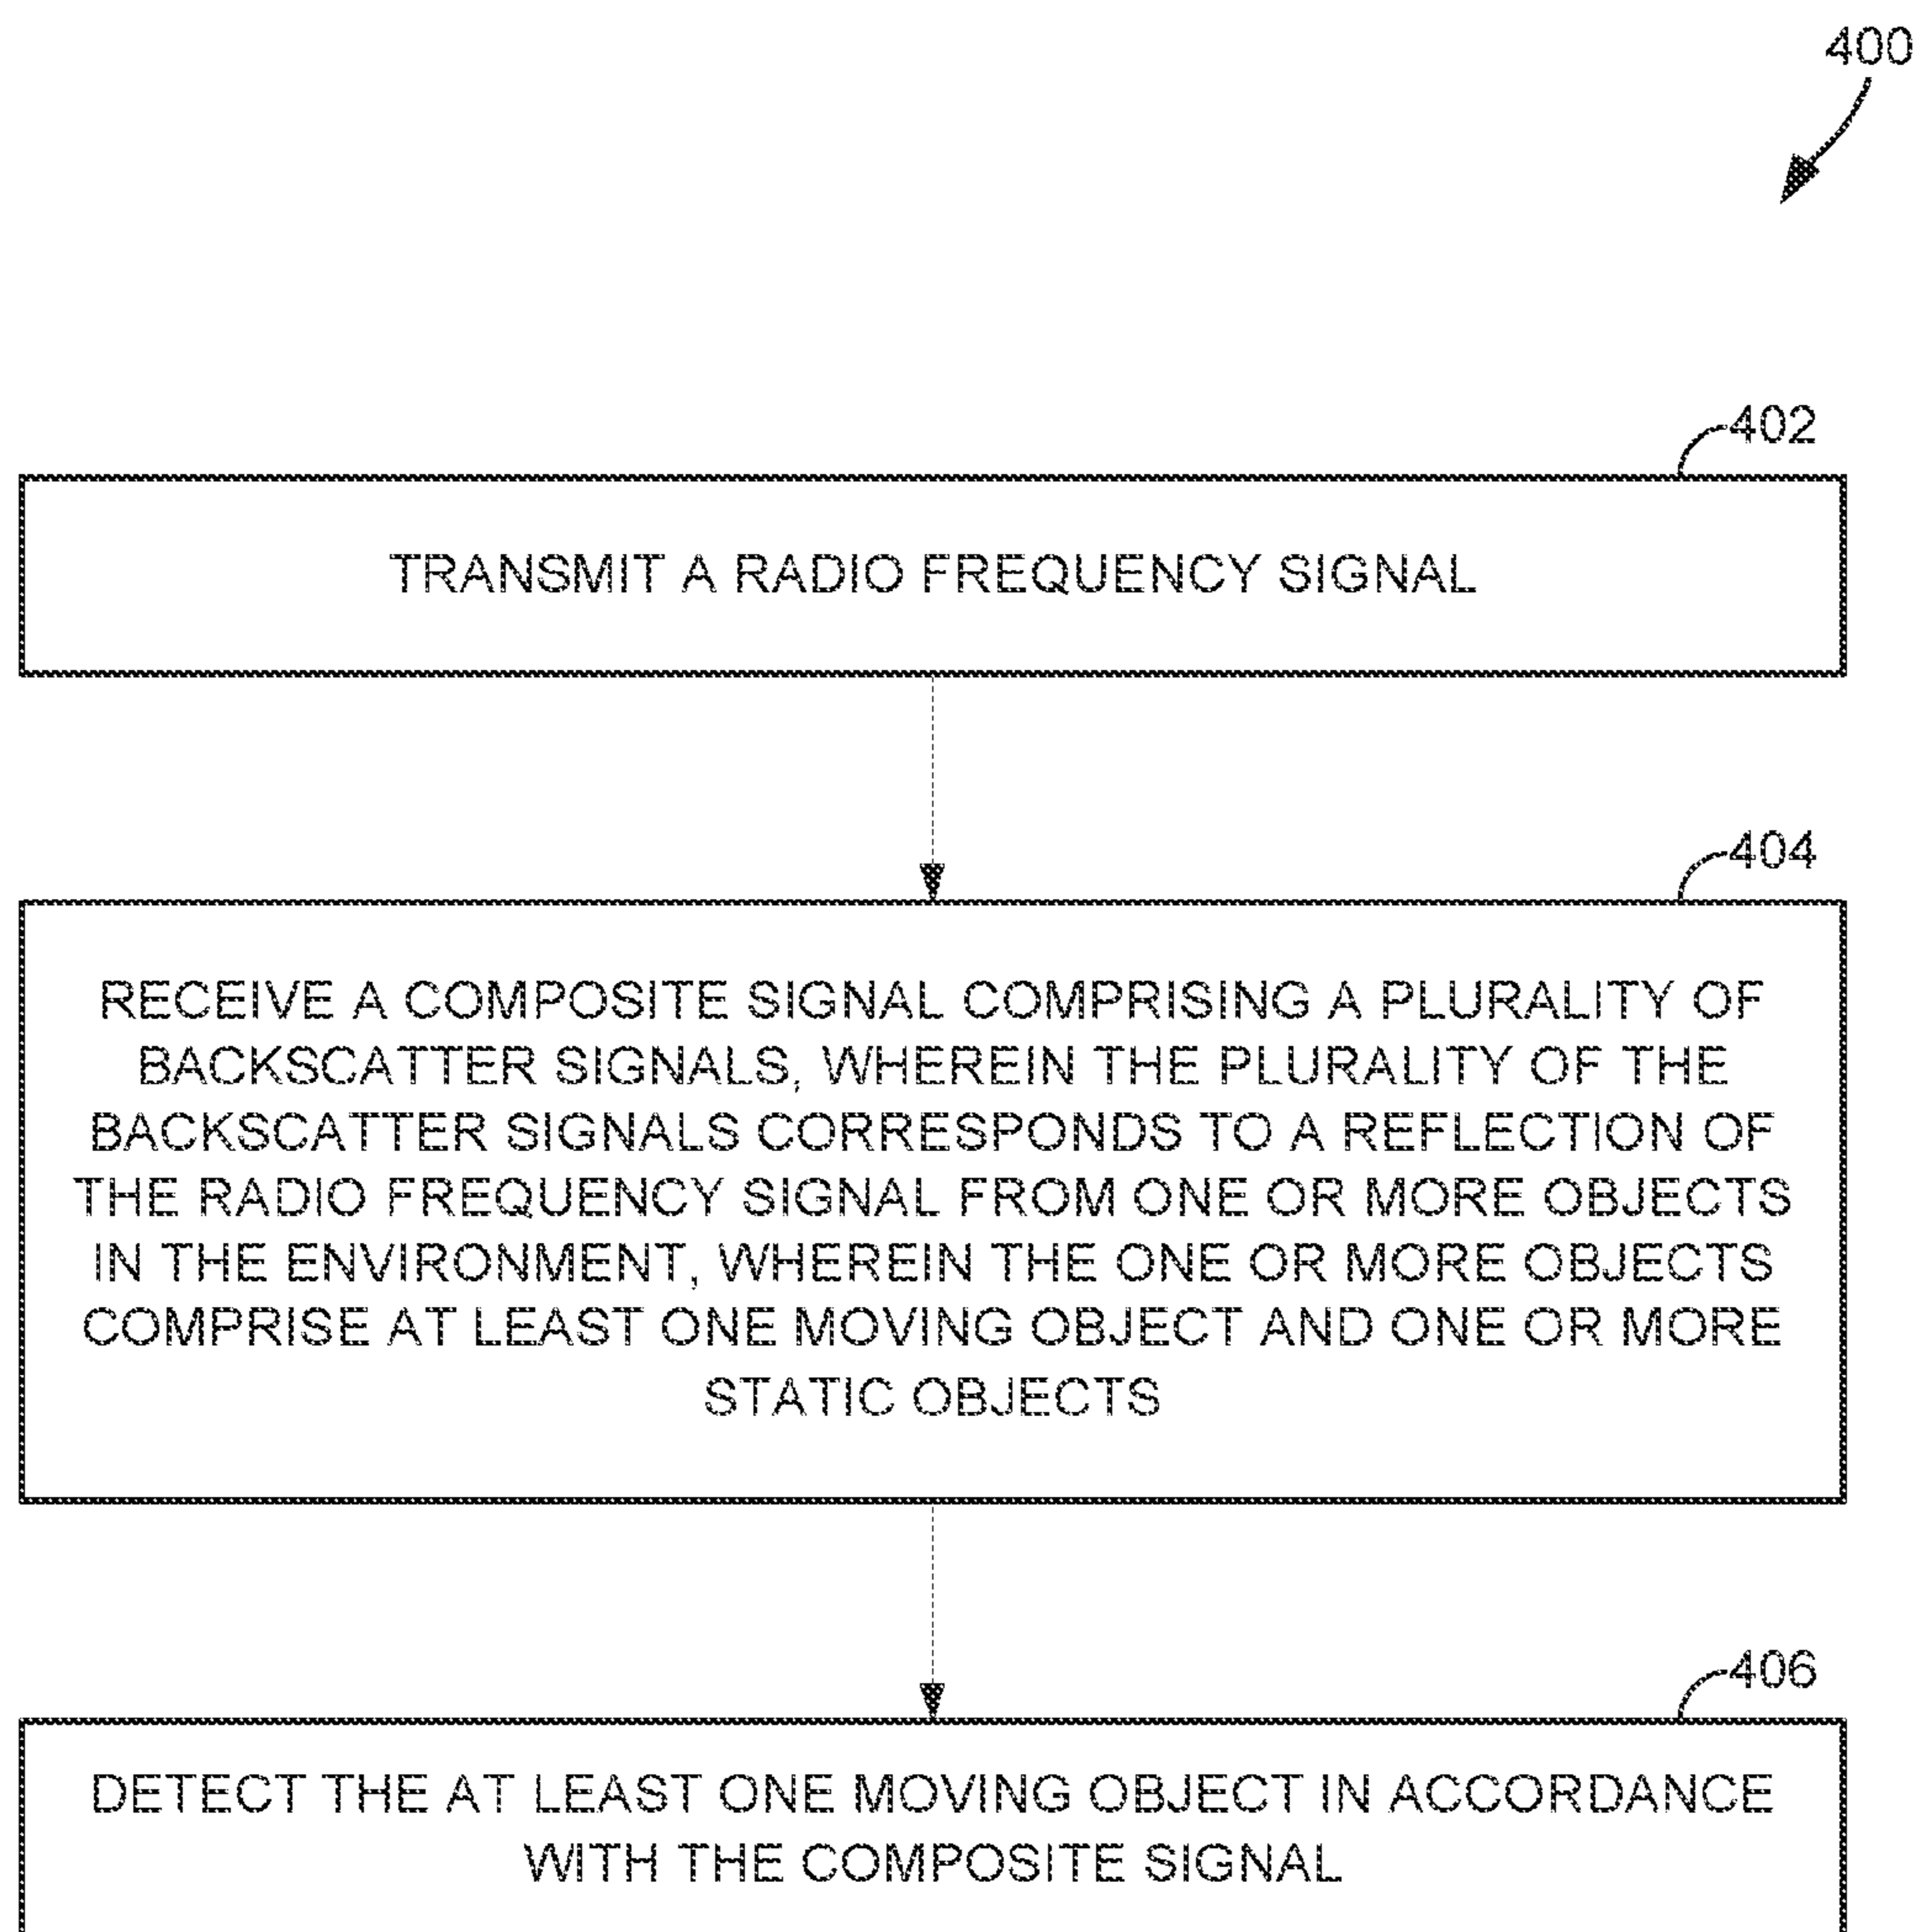 400
402
TRANSMIT A RADIO FREQUENCY SIGNAL
404
RECEIVE A COMPOSITE SIGNAL COMPRISING A PLURALITY OF
BACKSCATTER SIGNALS, WHEREIN THE PLURALITY OF THE
BACKSCATTER SIGNALS CORRESPONDS TO A REFLECTION OF
THE RADIO FREQUENCY SIGNAL FROM ONE OR MORE OBJECTS
IN THE ENVIRONMENT, WHEREIN THE ONE OR MORE OBJECTS
COMPRISE AT LEAST ONE MOVING OBJECT AND ONE OR MORE
STATIC OBJECTS
406
DETECT THE AT LEAST ONE MOVING OBJECT IN ACCORDANCE
WITH THE COMPOSITE SIGNAL